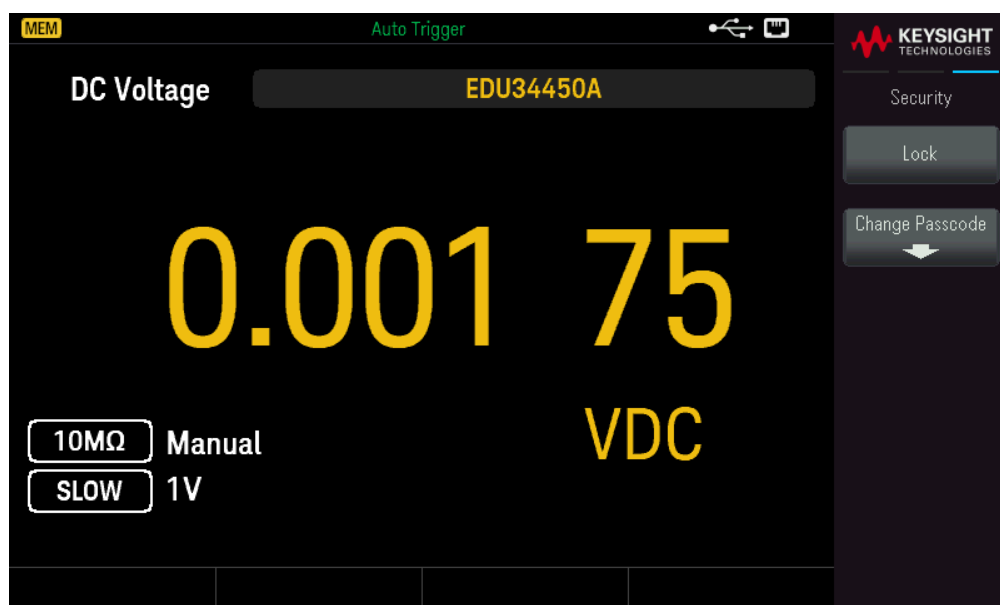 MEM
Auto Trigger
KEYSIGHT
TECHNOLOGIES
DC Voltage
EDU34450A
Security
Lock
Change Passcode
0.001 75
VDC
10MΩ Manual
SLOW 1V